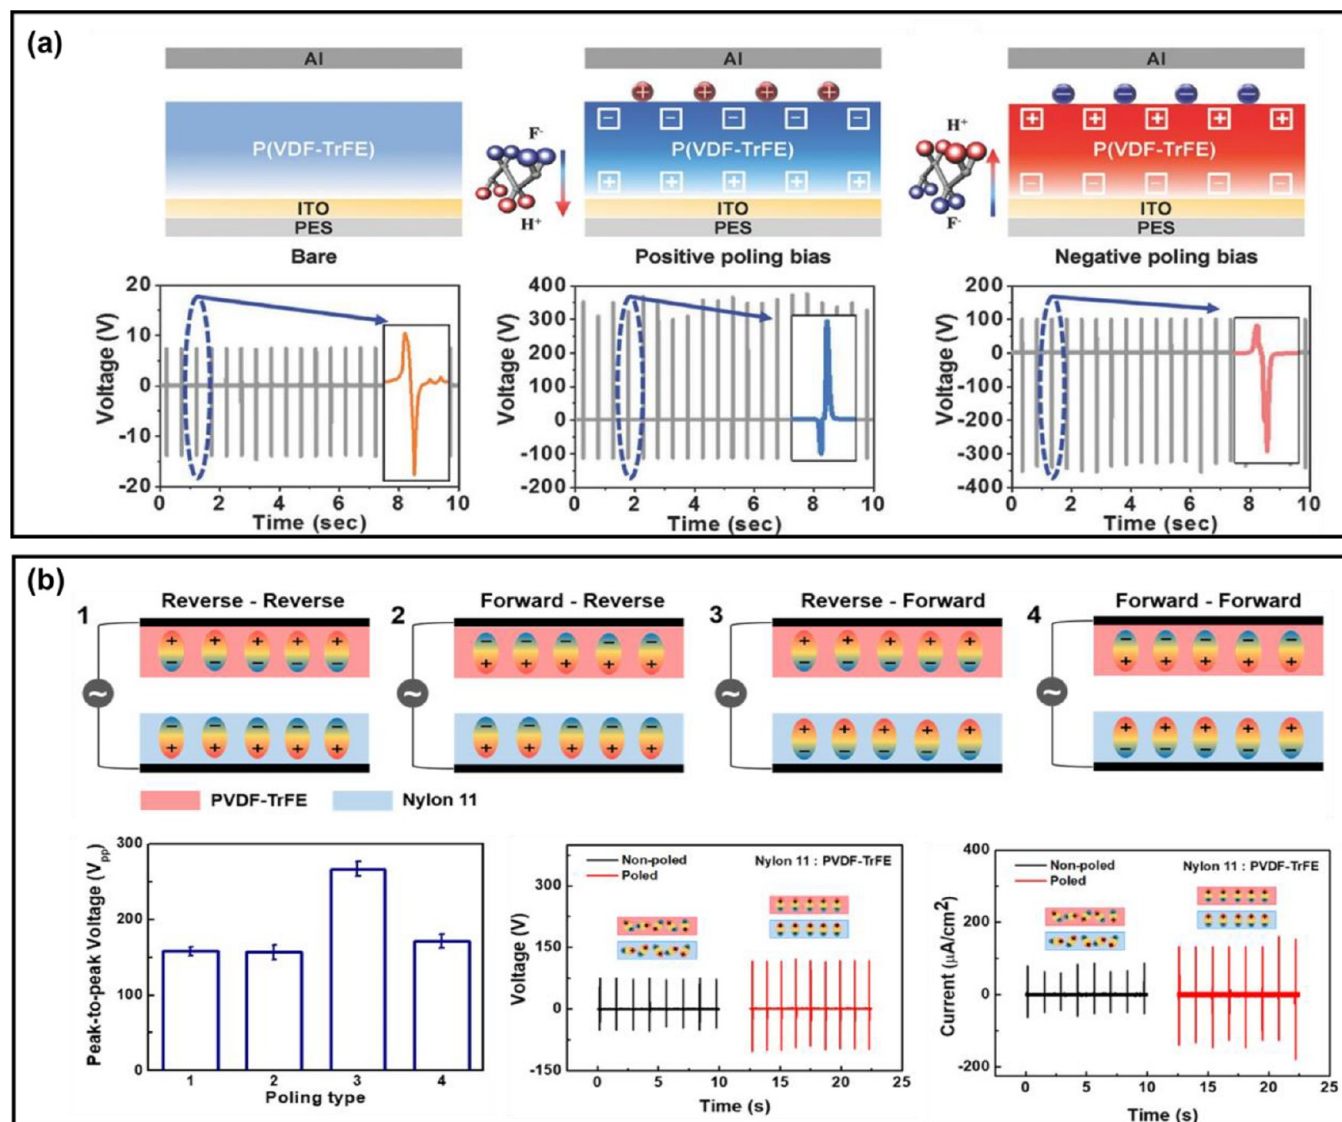 (a)
Al
P(VDF-TrFE)
ITO
PES
Bare
F-
H+
Al
+ + + +
− − − − −
P(VDF-TrFE)
+ + + + +
ITO
PES
Positive poling bias
H+
F-
Al
− − − −
+ + + + +
P(VDF-TrFE)
− − − − −
ITO
PES
Negative poling bias
Voltage (V)
20
10
0
-10
-20
0 2 4 6 8 10
Time (sec)
Voltage (V)
400
300
200
100
0
-100
-200
0 2 4 6 8 10
Time (sec)
Voltage (V)
200
100
0
-100
-200
-300
-400
0 2 4 6 8 10
Time (sec)
(b)
1
Reverse - Reverse
+ + + + +
− − − − −
~
− − − − −
+ + + + +
2
Forward - Reverse
− − − − −
+ + + + +
~
− − − − −
+ + + + +
3
Reverse - Forward
+ + + + +
− − − − −
~
+ + + + +
− − − − −
4
Forward - Forward
− − − − −
+ + + + +
~
+ + + + +
− − − − −
PVDF-TrFE
Nylon 11
Peak-to-peak Voltage (Vpp)
300
200
150
100
50
0
1 2 3 4
Poling type
Non-poled
Poled
Nylon 11 : PVDF-TrFE
Voltage (V)
300
150
0
-150
0 5 10 15 20 25
Time (s)
Non-poled
Poled
Nylon 11 : PVDF-TrFE
Current (μA/cm2)
400
200
0
-200
0 5 10 15 20 25
Time (s)